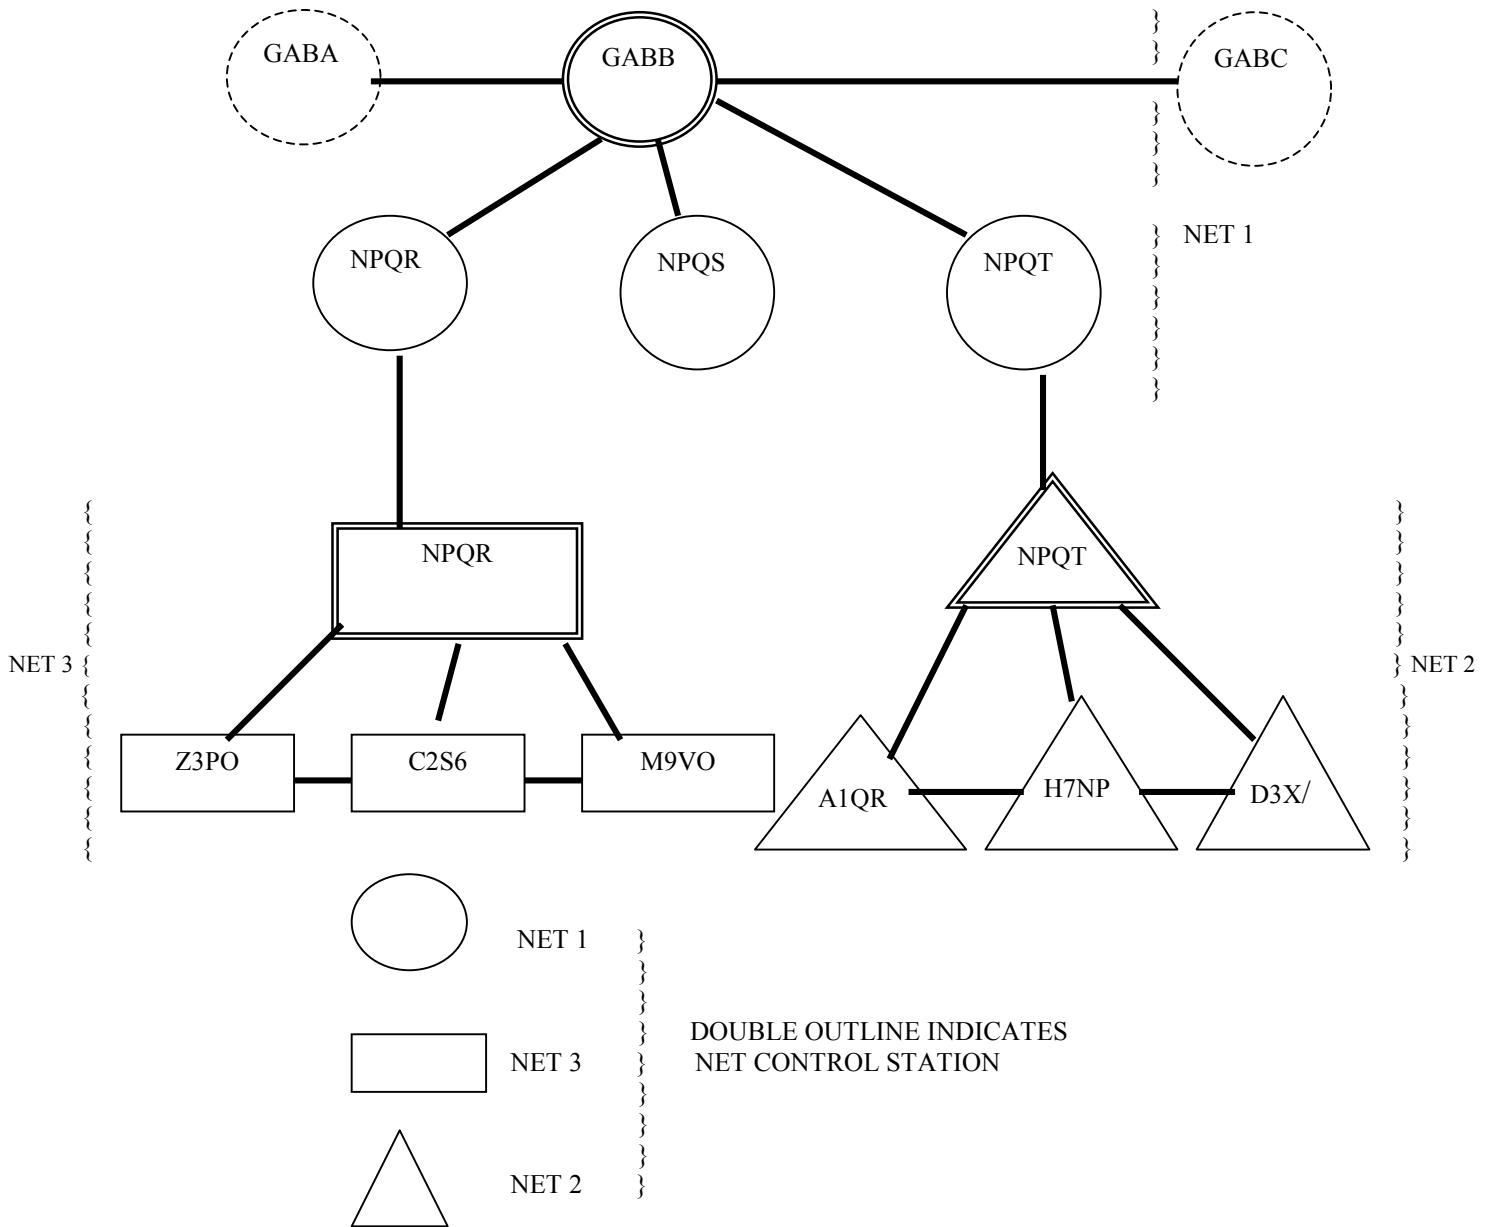 GABA
GABB
GABC
NPQR
NPQS
NPQT
NET 1
NPQR
NPQT
NET 3
NET 2
Z3PO
C2S6
M9VO
A1QR
H7NP
D3X/
NET 1
DOUBLE OUTLINE INDICATES
NET CONTROL STATION
NET 3
NET 2